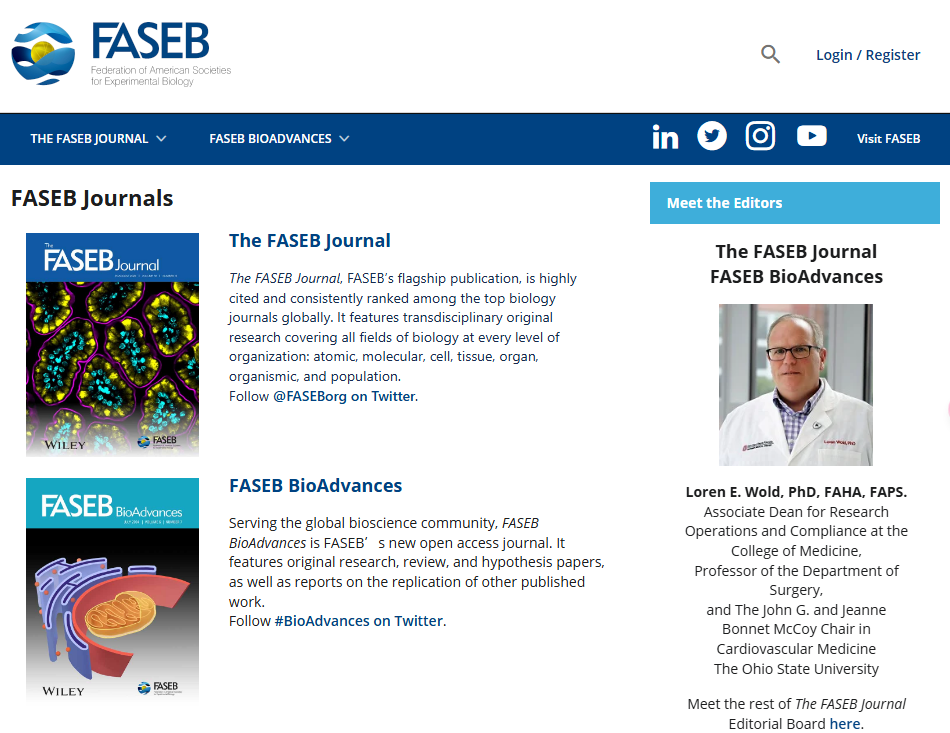 FASEB
Federation of American Societies
for Experimental Biology
Login / Register
THE FASEB JOURNAL
FASEB BIOADVANCES
Visit FASEB
FASEB Journals
The
FASEB Journal
WILEY
FASEB
The FASEB Journal
The FASEB Journal, FASEB's flagship publication, is highly
cited and consistently ranked among the top biology
journals globally. It features transdisciplinary original
research covering all fields of biology at every level of
organization: atomic, molecular, cell, tissue, organ,
organismic, and population.
Follow @FASEBorg on Twitter.
FASEB BioAdvances
WILEY
FASEB
FASEB BioAdvances
Serving the global bioscience community, FASEB
BioAdvances is FASEB’ s new open access journal. It
features original research, review, and hypothesis papers,
as well as reports on the replication of other published
work.
Follow #BioAdvances on Twitter.
Meet the Editors
The FASEB Journal
FASEB BioAdvances
Loren Wold, PhD
Loren E. Wold, PhD, FAHA, FAPS.
Associate Dean for Research
Operations and Compliance at the
College of Medicine,
Professor of the Department of
Surgery,
and The John G. and Jeanne
Bonnet McCoy Chair in
Cardiovascular Medicine
The Ohio State University
Meet the rest of The FASEB Journal
Editorial Board here.